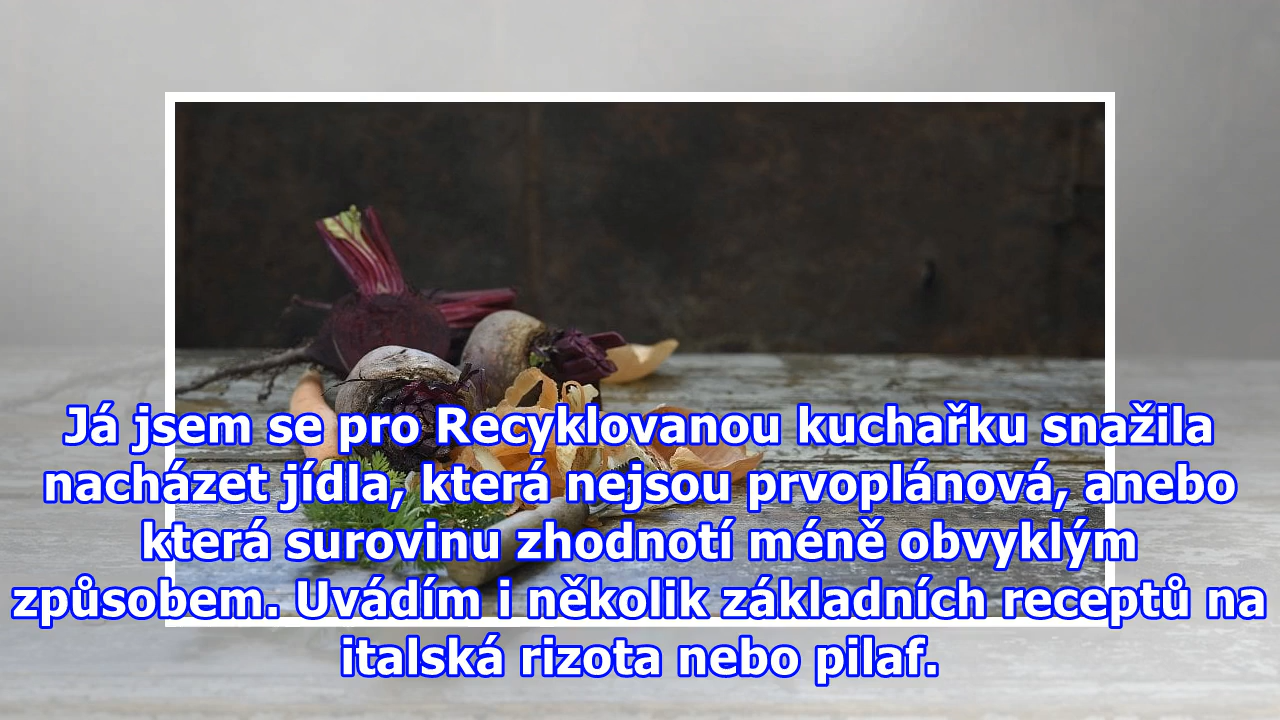 Já jsem se pro Recyklovanou kuchařku snažila
nacházet jídla, která nejsou prvoplánová, anebo
která surovinu zhodnotí méně obvyklým
způsobem. Uvádím i několik základních receptů na
italská rizota nebo pilaf.